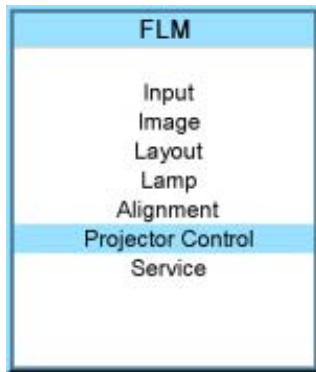 FLM
Input
Image
Layout
Lamp
Alignment
Projector Control
Service